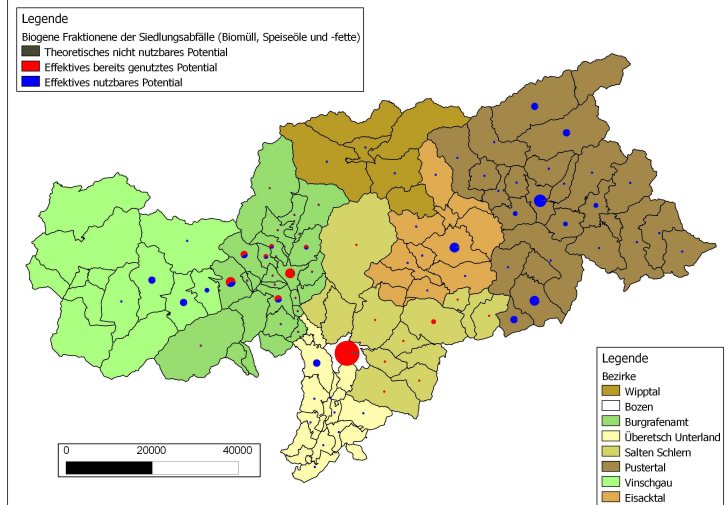 Legende
Biogene Fraktionene der Siedlungsabfälle (Biomüll, Speiseöle und -fette)
Theoretisches nicht nutzbares Potential
Effektives bereits genutztes Potential
Effektives nutzbares Potential
Legende
Bezirke
Wipptal
Bozen
Burgrafenamt
Überetsch Unterland
Salten Schlern
Pustertal
Vinschgau
Eisacktal
0 20000 40000